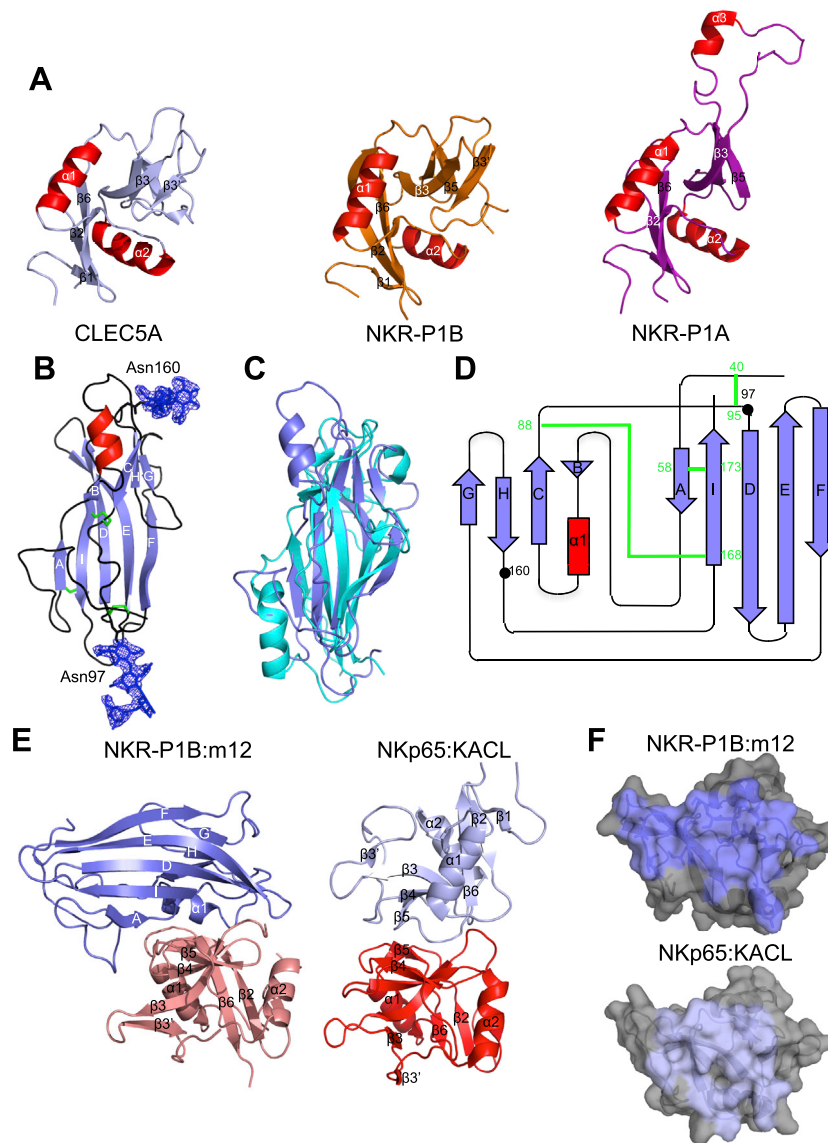 A
α1
β6
β2
β1
α2
β3
β3'
CLEC5A
α1
β6
β2
β1
α2
β3
β5
β3'
NKR-P1B
α3
α1
β6
β2
β3
β5
α2
NKR-P1A
B
Asn160
B
C
H
G
D
E
F
A
I
Asn97
C
D
40
97
95
88
58
173
168
160
G
H
C
B
α1
A
I
D
E
F
E
NKR-P1B:m12
F
G
E
H
D
I
A
α1
β5
β4
α1
β3
β3'
β6
β2
α2
NKp65:KACL
α2
β2
β1
β3'
α1
β3
β4
β6
β5
β5
β4
α1
β3
β6
β2
α2
β3'
F
NKR-P1B:m12
NKp65:KACL